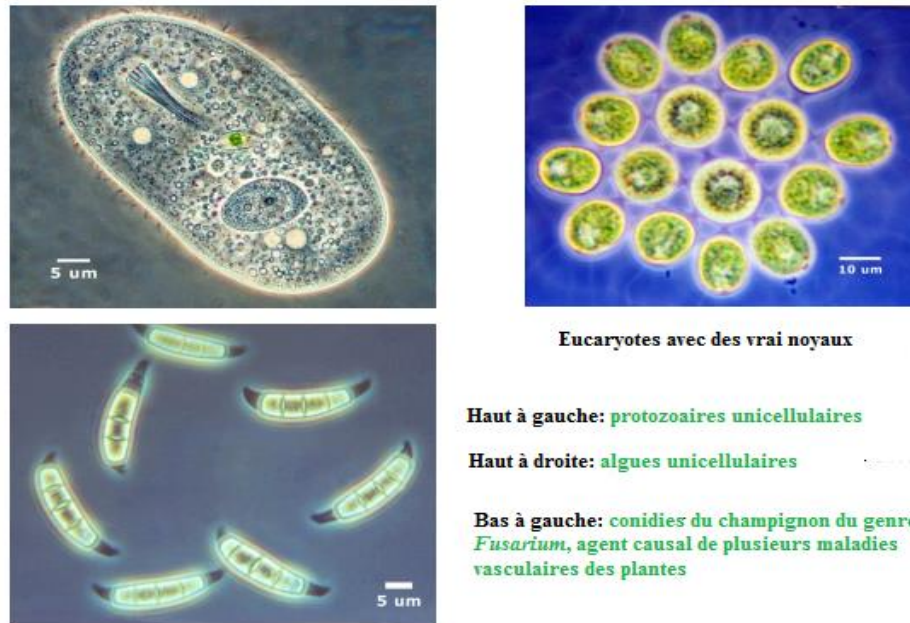 5 um
10 um
5 um
Eucaryotes avec des vrai noyaux
Haut à gauche: protozoaires unicellulaires
Haut à droite: algues unicellulaires
Bas à gauche: conidies du champignon du genre
Fusarium, agent causal de plusieurs maladies
vasculaires des plantes